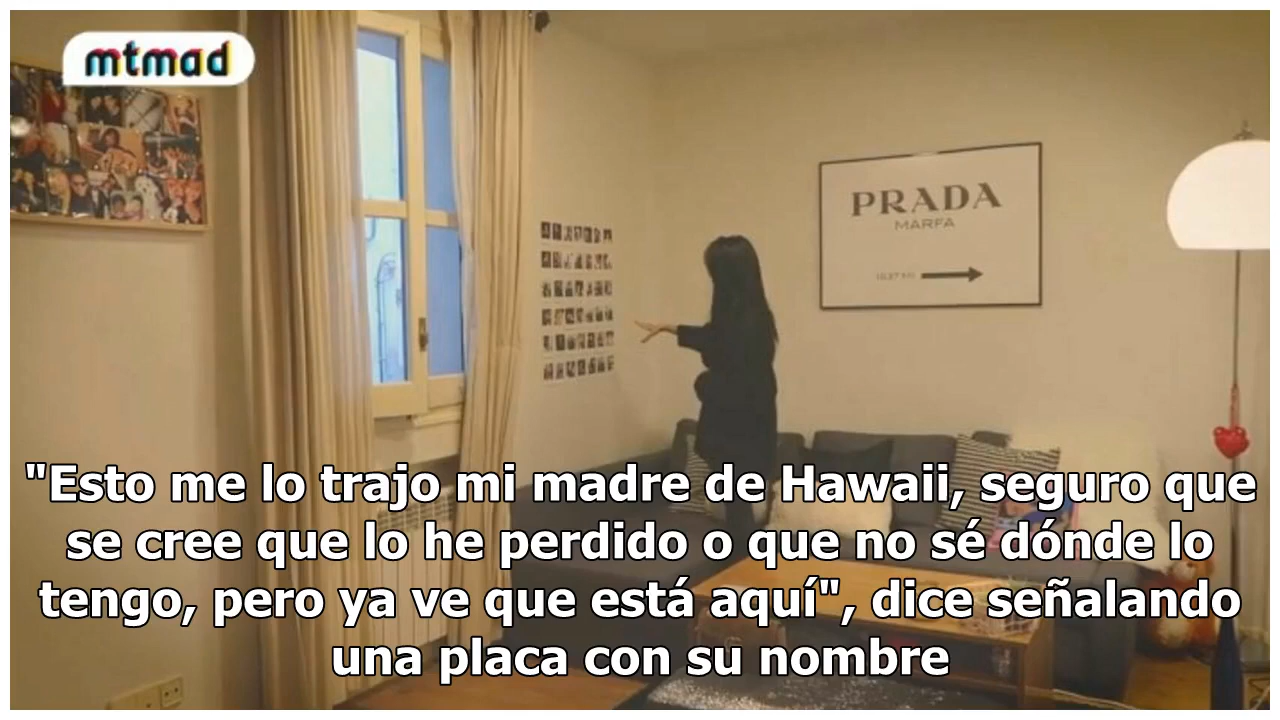 mtmad
PRADA
MARFA
"Esto me lo trajo mi madre de Hawaii, seguro que
se cree que lo he perdido o que no sé dónde lo
tengo, pero ya ve que está aquí", dice señalando
una placa con su nombre